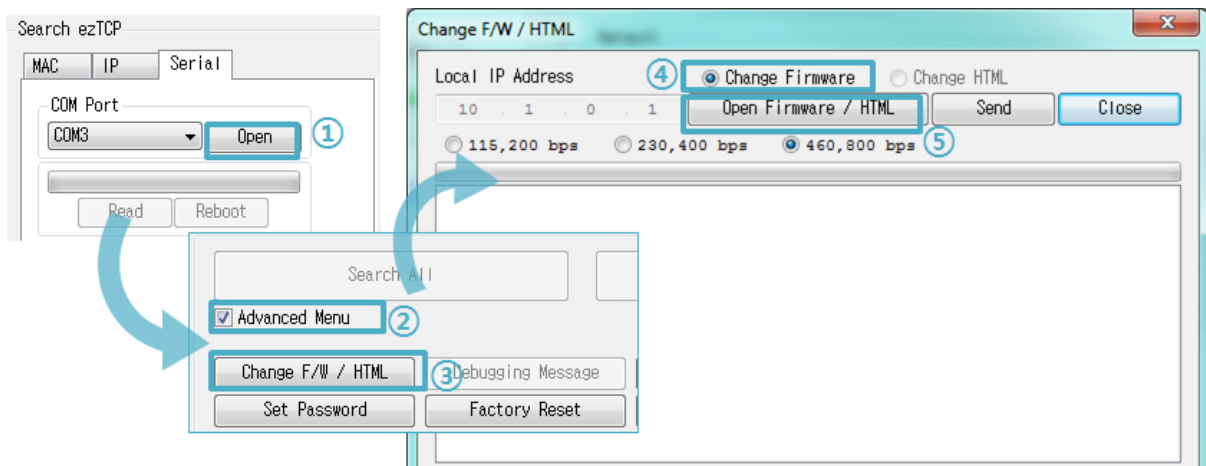 Search ezTCP
MAC IP Serial
COM Port
COM3 Open ①
Read Reboot
Search All
Advanced Menu ②
Change F/W / HTML ③ Debugging Message
Set Password Factory Reset
Change F/W / HTML
Local IP Address ④ Change Firmware Change HTML
10 . 1 . 0 . 1 Open Firmware / HTML Send Close
115,200 bps 230,400 bps 460,800 bps ⑤